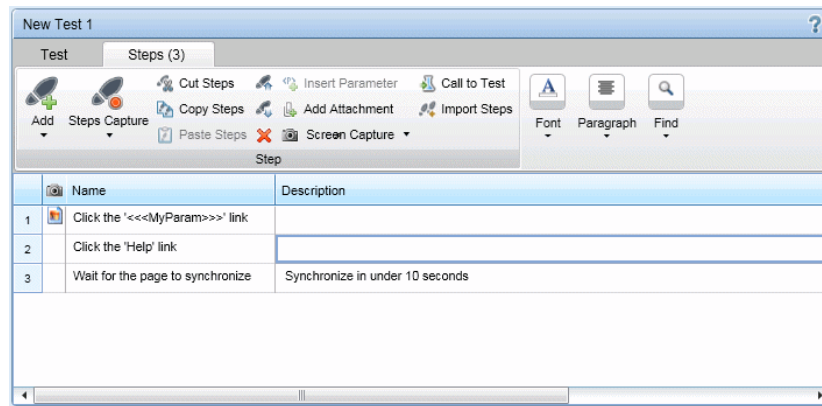 New Test 1 ?
Test Steps (3)
Cut Steps Insert Parameter Call to Test
Copy Steps Add Attachment Import Steps
Paste Steps Screen Capture
Add Steps Capture Font Paragraph Find
Step
Name Description
1 Click the '<<<MyParam>>>' link
2 Click the 'Help' link
3 Wait for the page to synchronize Synchronize in under 10 seconds